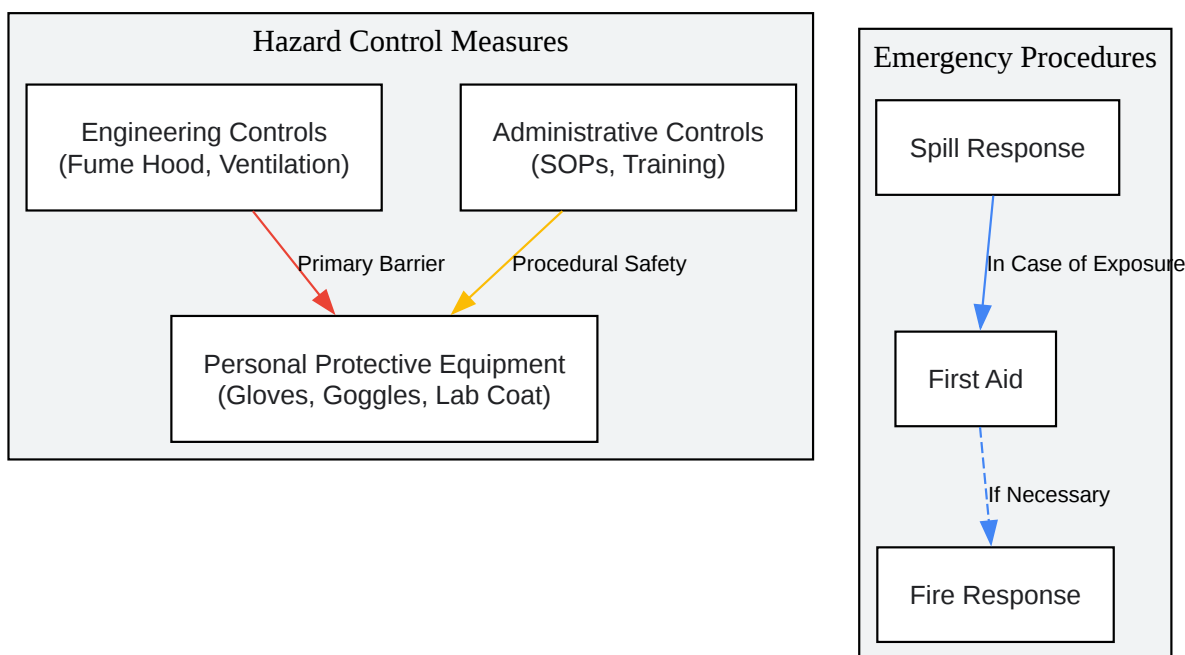 Hazard Control Measures
Engineering Controls
(Fume Hood, Ventilation)
Administrative Controls
(SOPs, Training)
Primary Barrier
Procedural Safety
Personal Protective Equipment
(Gloves, Goggles, Lab Coat)
Emergency Procedures
Spill Response
In Case of Exposure
First Aid
If Necessary
Fire Response